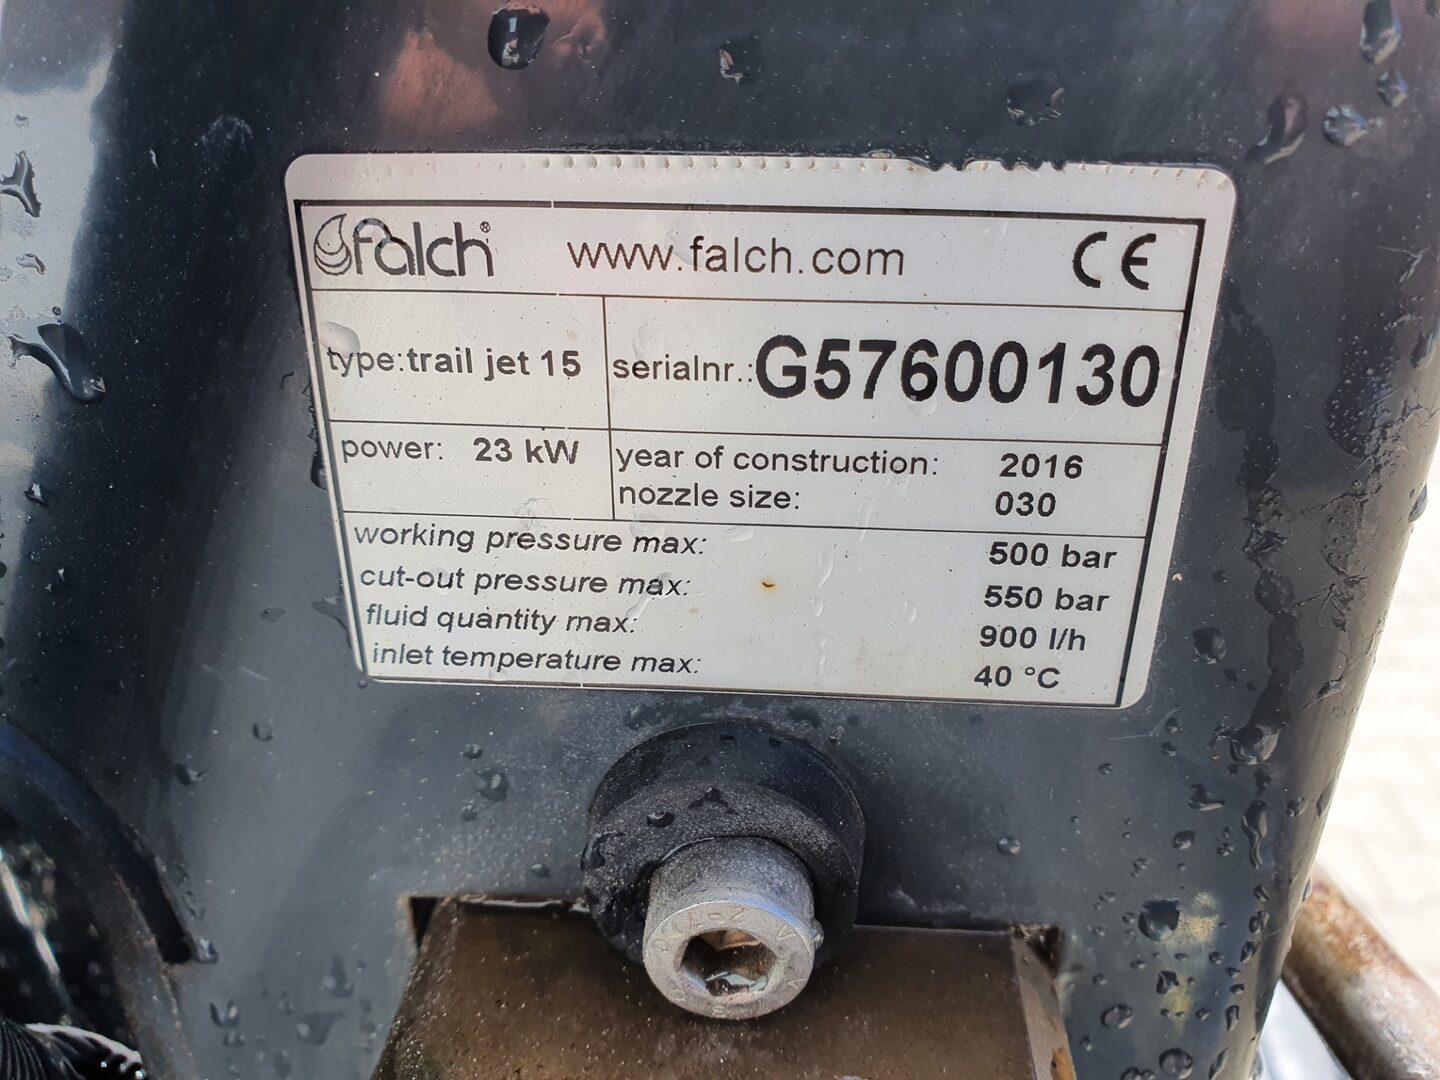 falch® www.falch.com CE
type: trail jet 15 serialnr.: G57600130
power: 23 kW
year of construction: 2016
nozzle size: 030
working pressure max: 500 bar
cut-out pressure max: 550 bar
fluid quantity max: 900 l/h
inlet temperature max: 40 °C